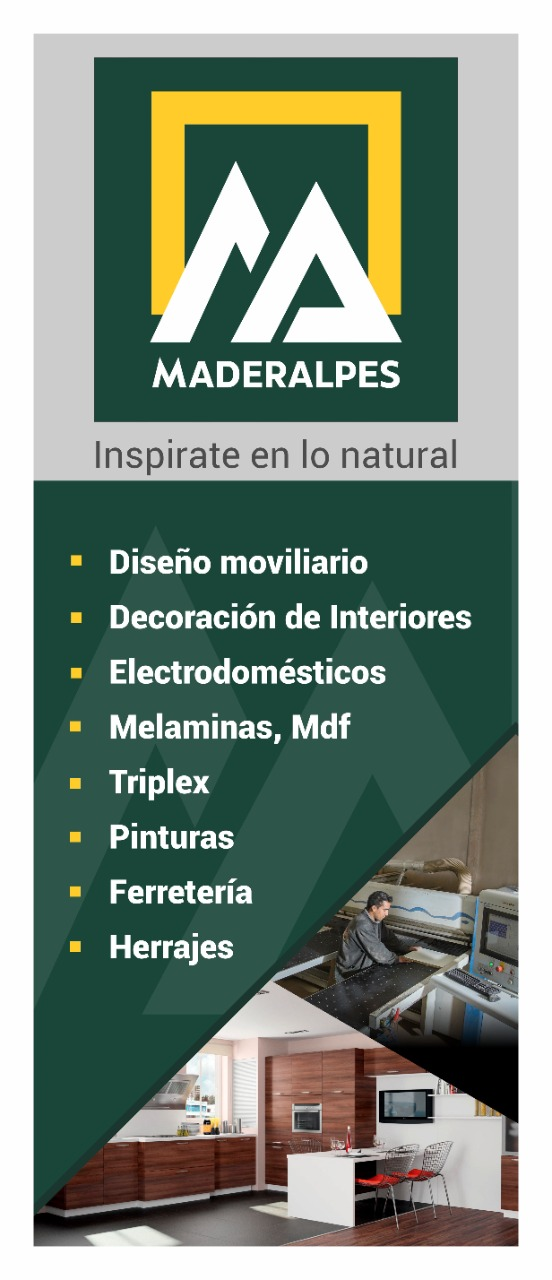 MADERALPES
Inspirate en lo natural
Diseño moviliario
Decoración de Interiores
Electrodomésticos
Melaminas, Mdf
Triplex
Pinturas
Ferretería
Herrajes